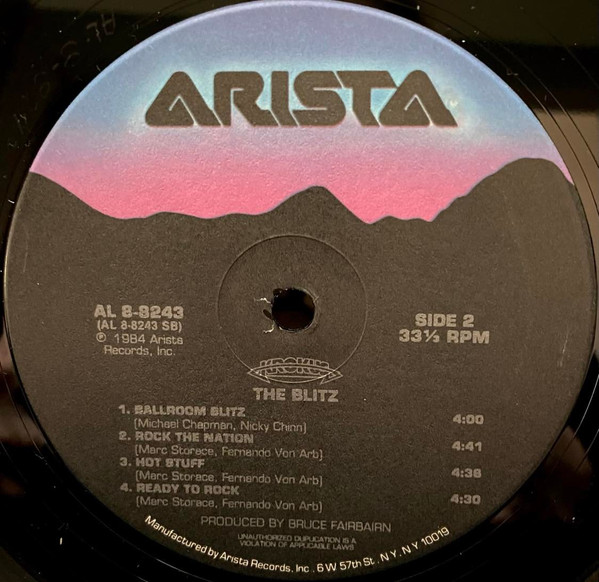 ARISTA
AL 8-8243
(AL 8-8243 SB)
℗ 1984 Arista
Records, Inc.
SIDE 2
33⅓ RPM
KROKUS
THE BLITZ
1. BALLROOM BLITZ 4:00
(Michael Chapman, Nicky Chinn)
2. ROCK THE NATION 4:41
(Marc Storace, Fernando Von Arb)
3. HOT STUFF 4:38
(Marc Storace, Fernando Von Arb)
4. READY TO ROCK 4:30
(Marc Storace, Fernando Von Arb)
PRODUCED BY BRUCE FAIRBAIRN
UNAUTHORIZED DUPLICATION IS A
VIOLATION OF APPLICABLE LAWS
Manufactured by Arista Records, Inc. 6 W 57th St. N.Y. N.Y 10019